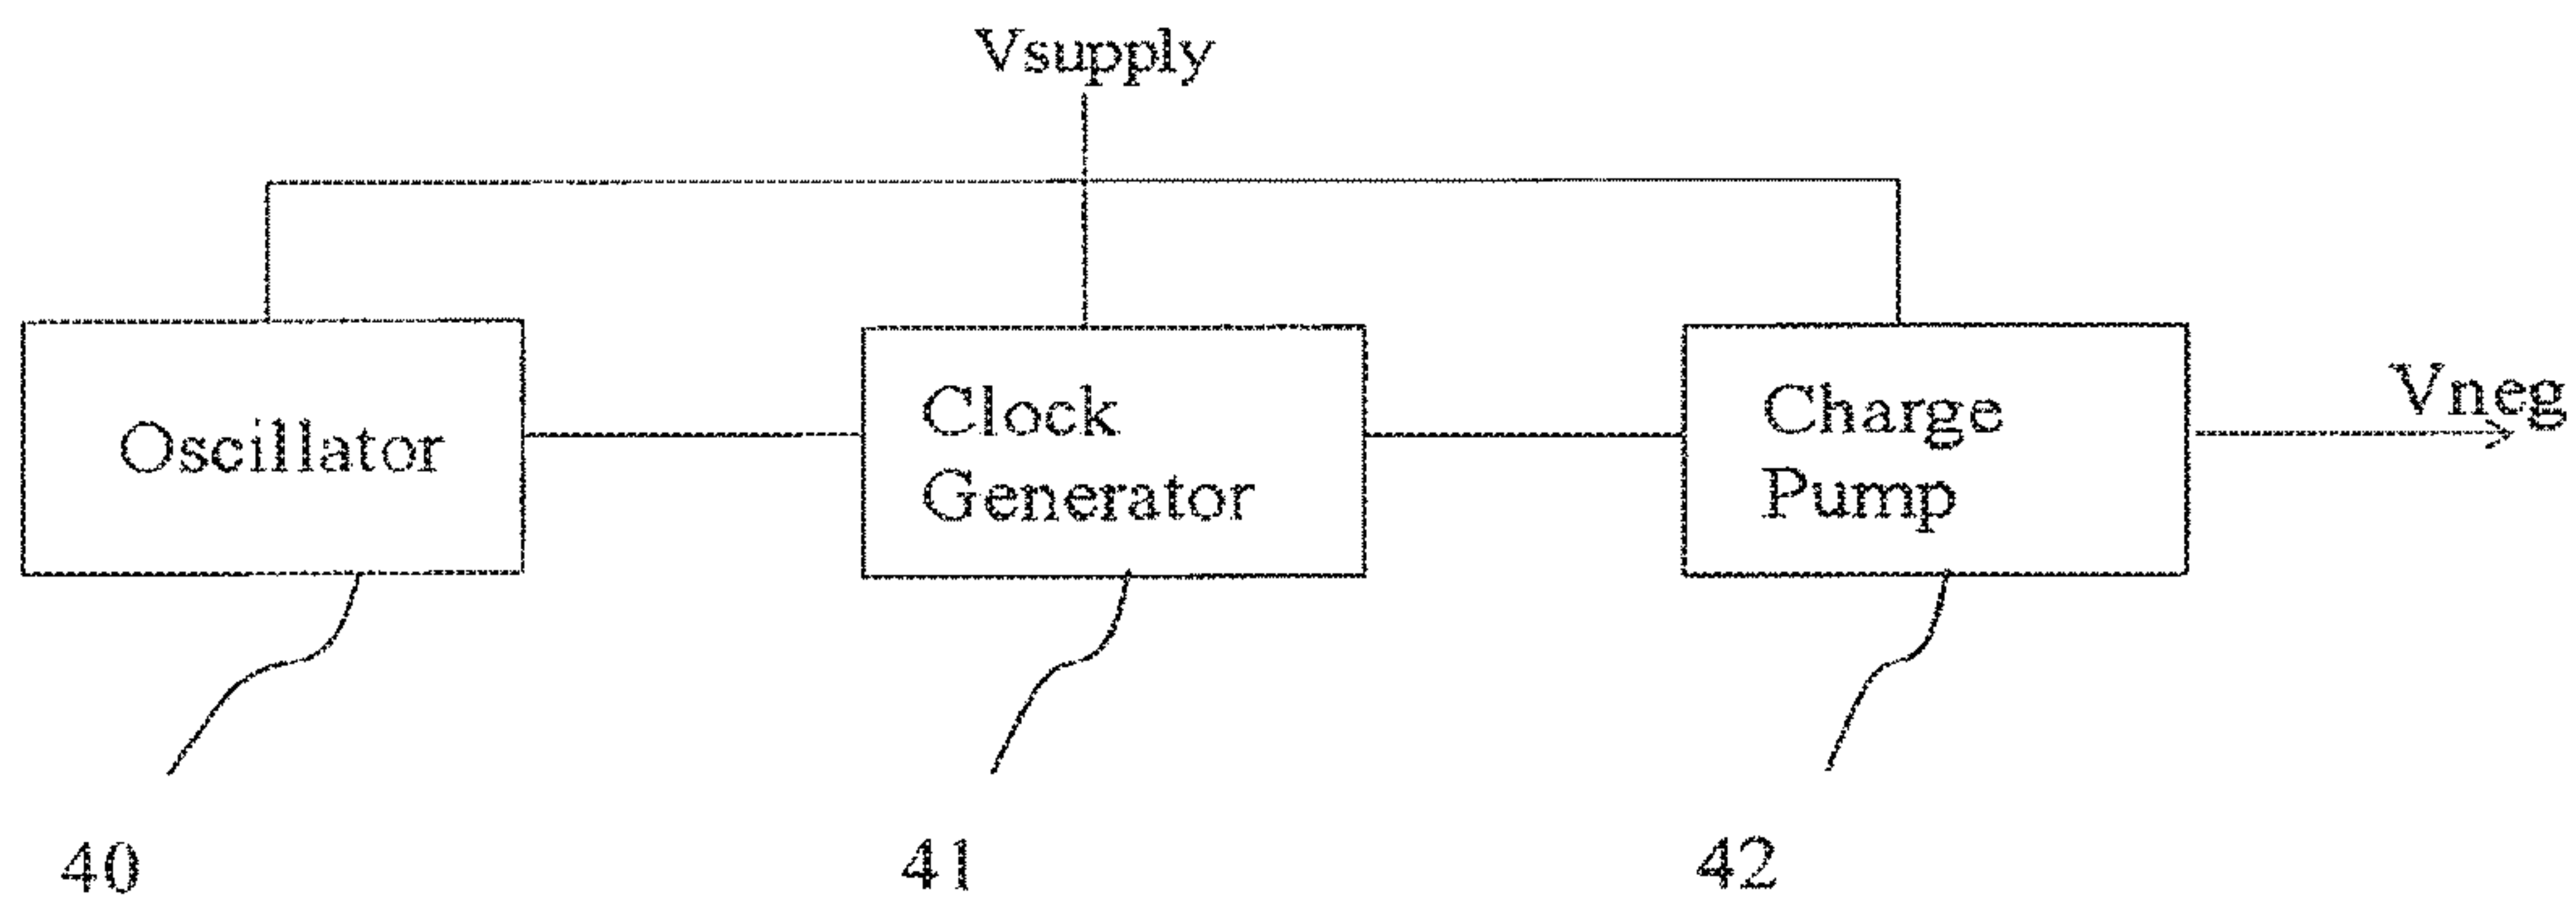 Vsupply
Oscillator
Clock
Generator
Charge
Pump
Vneg
40
41
42